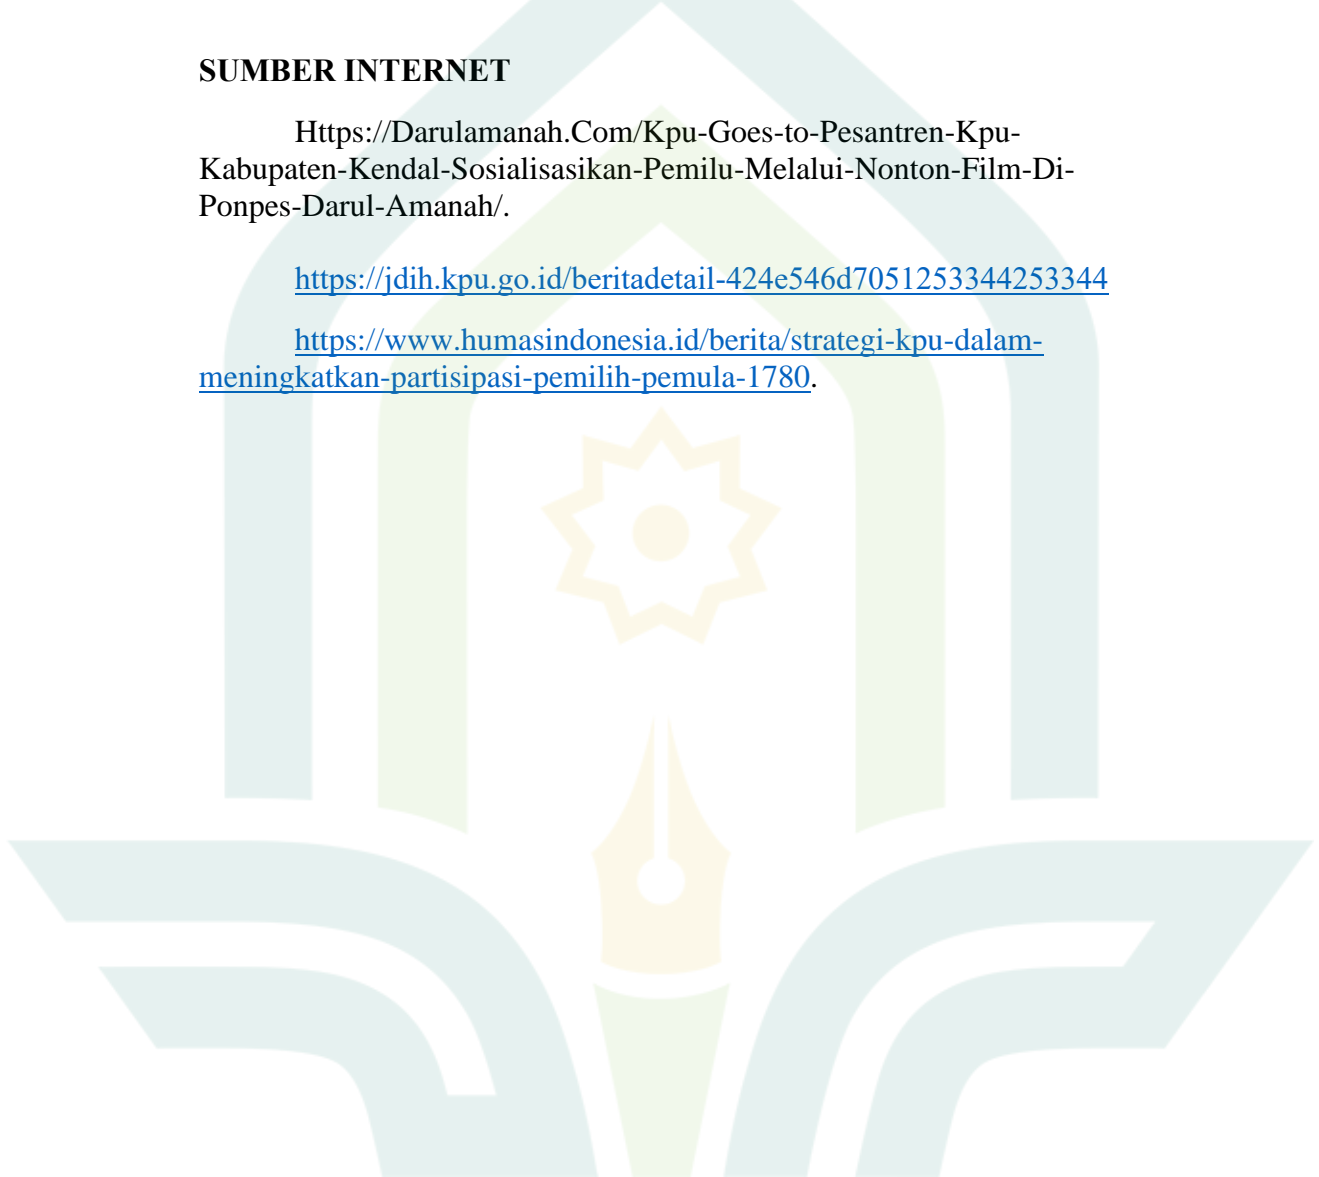 SUMBER INTERNET
Https://Darulamanah.Com/Kpu-Goes-to-Pesantren-Kpu-
Kabupaten-Kendal-Sosialisasikan-Pemilu-Melalui-Nonton-Film-Di-
Ponpes-Darul-Amanah/.
https://jdih.kpu.go.id/beritadetail-424e546d7051253344253344
https://www.humasindonesia.id/berita/strategi-kpu-dalam-
meningkatkan-partisipasi-pemilih-pemula-1780.